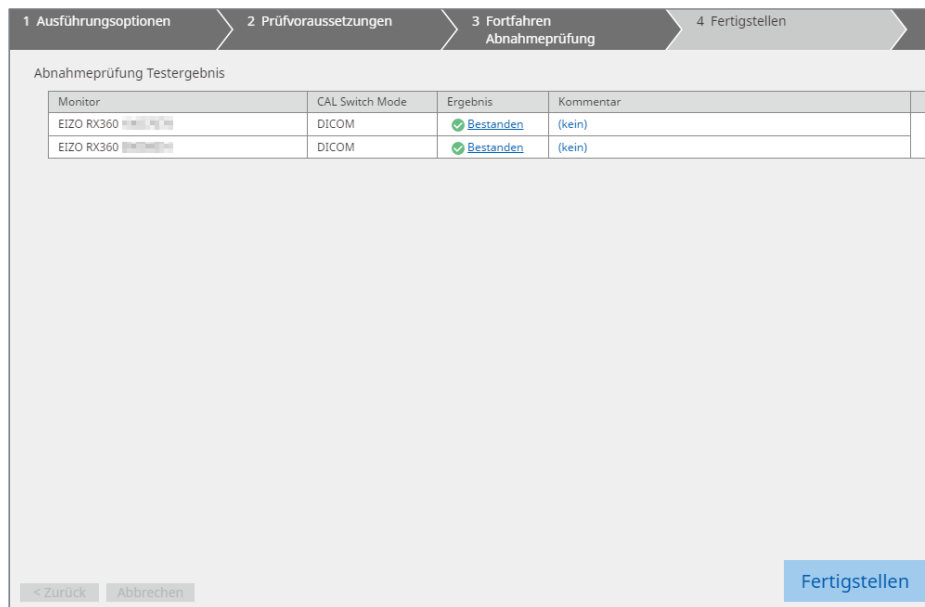 1 Ausführungsoptionen
2 Prüfvoraussetzungen
3 Fortfahren
Abnahmeprüfung
4 Fertigstellen
Abnahmeprüfung Testergebnis
Monitor CAL Switch Mode Ergebnis Kommentar
EIZO RX360 DICOM Bestanden (kein)
EIZO RX360 DICOM Bestanden (kein)
< Zurück Abbrechen Fertigstellen